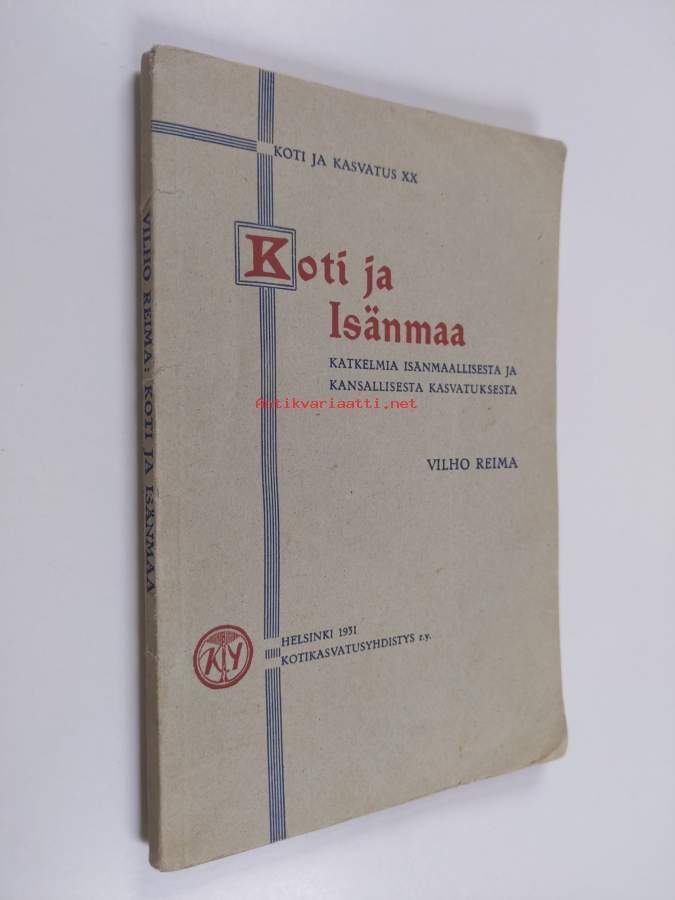 KOTI JA KASVATUS XX
Koti ja
Isänmaa
KATKELMIA ISÄNMAALLISESTA JA
KANSALLISESTA KASVATUKSESTA
Antikvariaatti.net
VILHO REIMA
HELSINKI 1931
KOTIKASVATUSYHDISTYS r.y.
KY
VILHO REIMA: KOTI JA ISÄNMAA